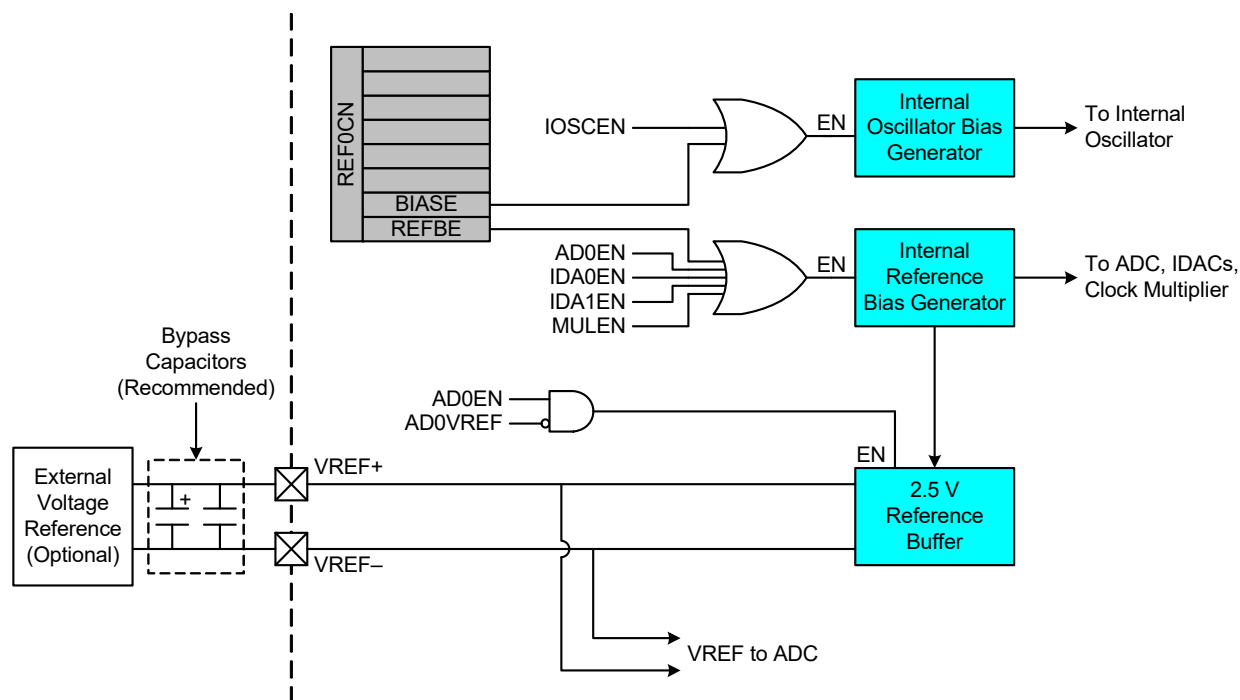 REF0CN
BIASE
REFBE
IOSCEN
EN
Internal
Oscillator Bias
Generator
To Internal
Oscillator
AD0EN
IDA0EN
IDA1EN
MULEN
EN
Internal
Reference
Bias Generator
To ADC, IDACs,
Clock Multiplier
Bypass
Capacitors
(Recommended)
AD0EN
AD0VREF
EN
External
Voltage
Reference
(Optional)
+
VREF+
VREF–
2.5 V
Reference
Buffer
VREF to ADC